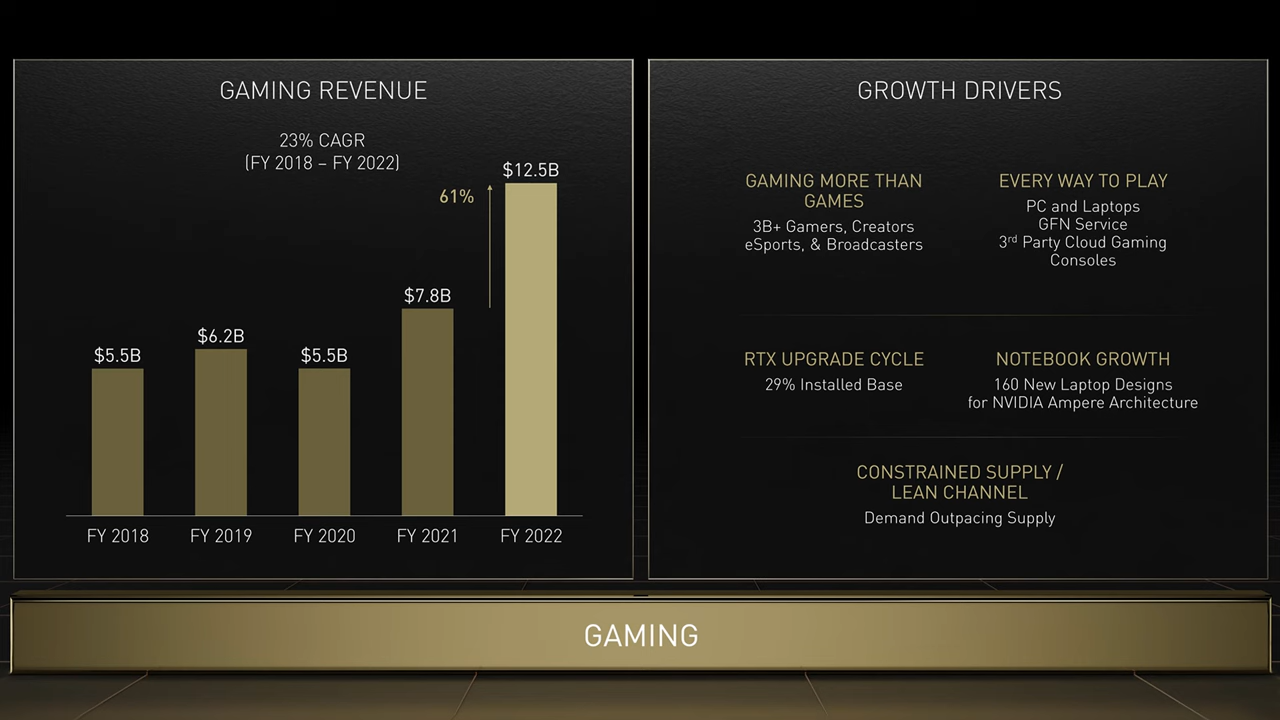 GAMING REVENUE
23% CAGR
(FY 2018 – FY 2022)
$12.5B
61%
$7.8B
$6.2B
$5.5B
$5.5B
FY 2018
FY 2019
FY 2020
FY 2021
FY 2022
GROWTH DRIVERS
GAMING MORE THAN
GAMES
3B+ Gamers, Creators
eSports, & Broadcasters
EVERY WAY TO PLAY
PC and Laptops
GFN Service
3rd Party Cloud Gaming
Consoles
RTX UPGRADE CYCLE
29% Installed Base
NOTEBOOK GROWTH
160 New Laptop Designs
for NVIDIA Ampere Architecture
CONSTRAINED SUPPLY /
LEAN CHANNEL
Demand Outpacing Supply
GAMING